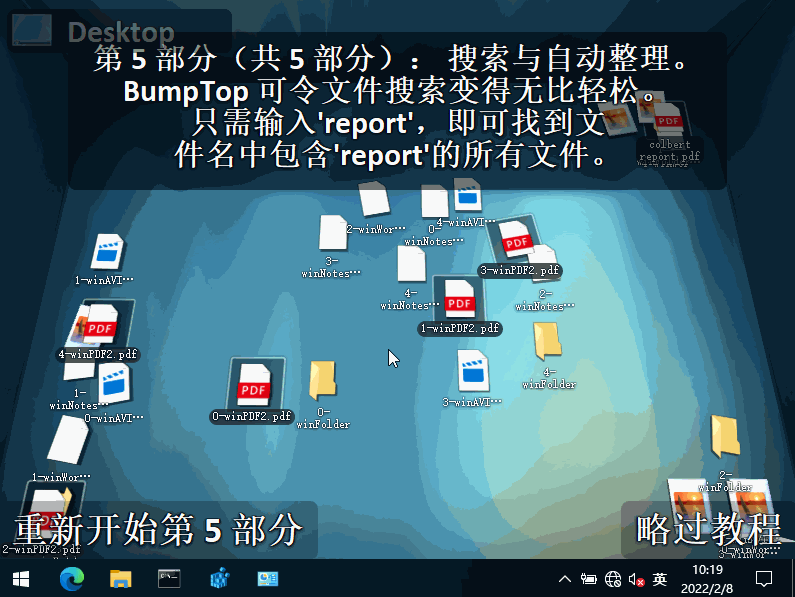 Desktop
第 5 部分（共 5 部分）： 搜索与自动整理。
BumpTop 可令文件搜索变得无比轻松。
只需输入'report'，即可找到文
件名中包含'report'的所有文件。
colbert
report.pdf
2-winWor…
4-winAVI…
0-
winNotes…
3-
winNotes…
1-winAVI…
3-winPDF2.pdf
4-
winNotes…
2-
winNotes…
1-winPDF2.pdf
4-winPDF2.pdf
4-
winFolder
1-
winNotes…
3-winAVI…
0-winPDF2.pdf
0-
winFolder
0-winAVI…
1-winWor…
2-
winFolder
重新开始第 5 部分
略过教程
2-winPDF2.pdf
0-winWor…
3-winWor…
英
10:19
2022/2/8